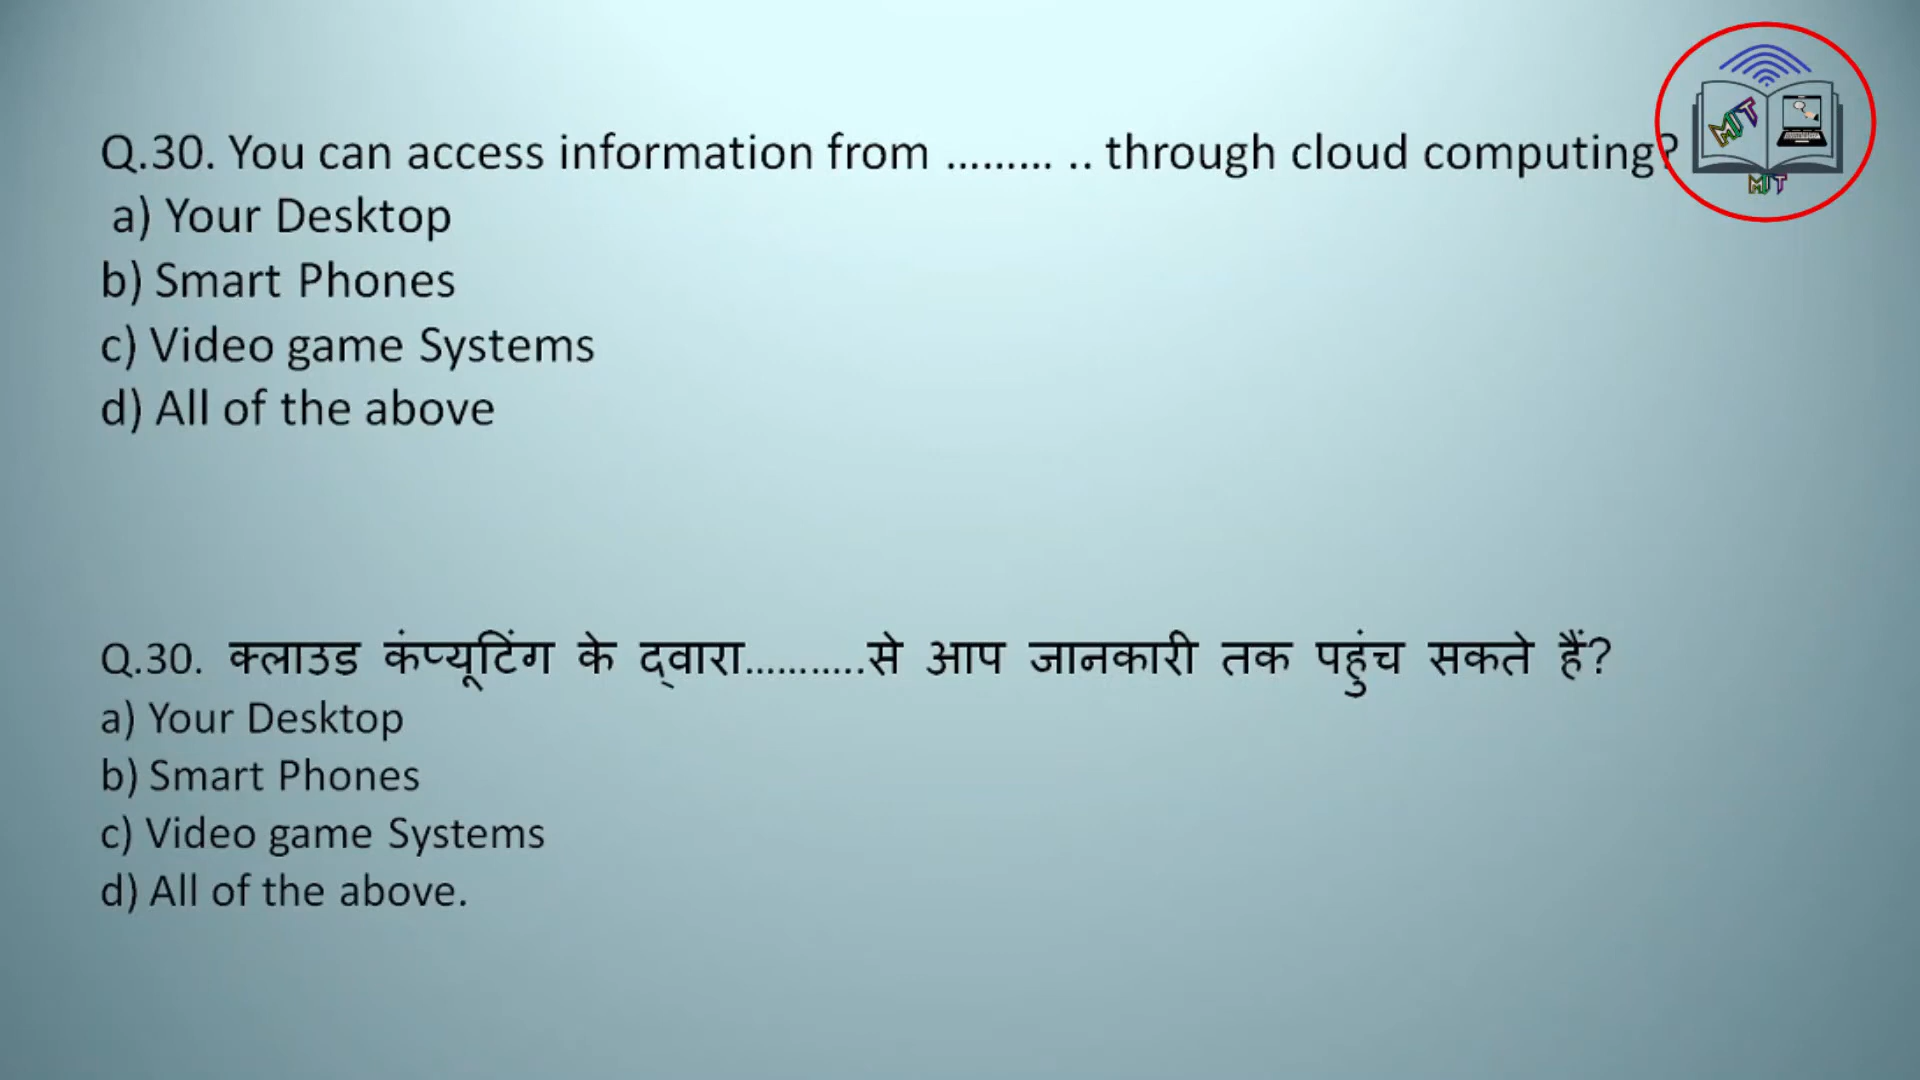 Q.30. You can access information from ......... .. through cloud computing?
a) Your Desktop
b) Smart Phones
c) Video game Systems
d) All of the above
MIT
MIT
Q.30. क्लाउड कंप्यूटिंग के द्वारा...........से आप जानकारी तक पहुंच सकते हैं?
a) Your Desktop
b) Smart Phones
c) Video game Systems
d) All of the above.